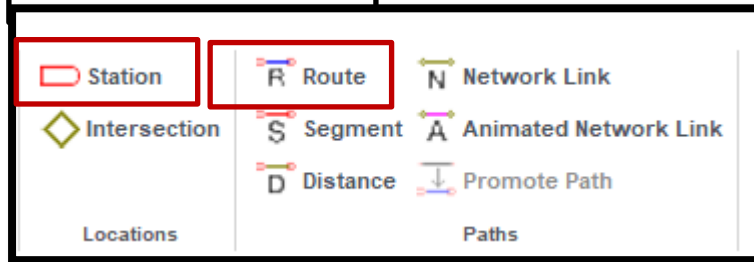 Station R Route N Network Link
Intersection S Segment A Animated Network Link
D Distance Promote Path
Locations Paths